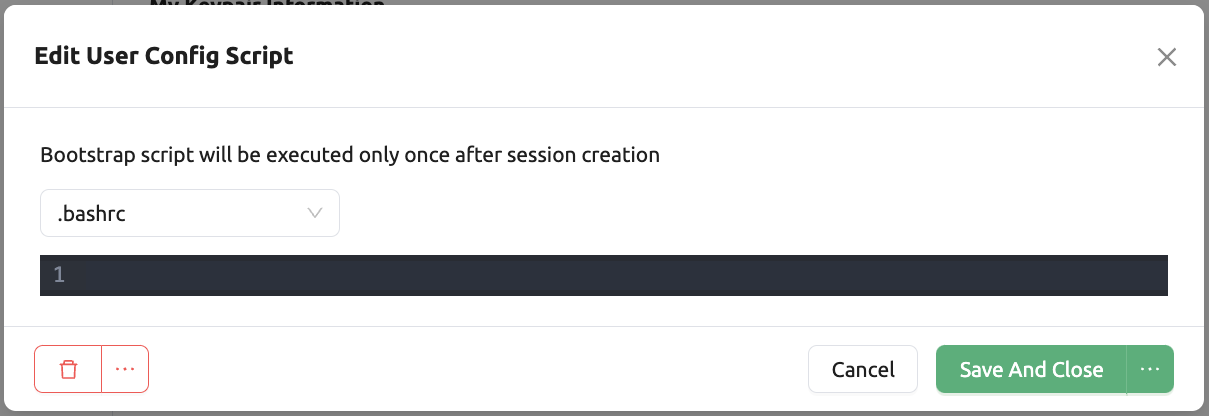 My Keypair Information
Edit User Config Script
Bootstrap script will be executed only once after session creation
.bashrc
1
Cancel
Save And Close